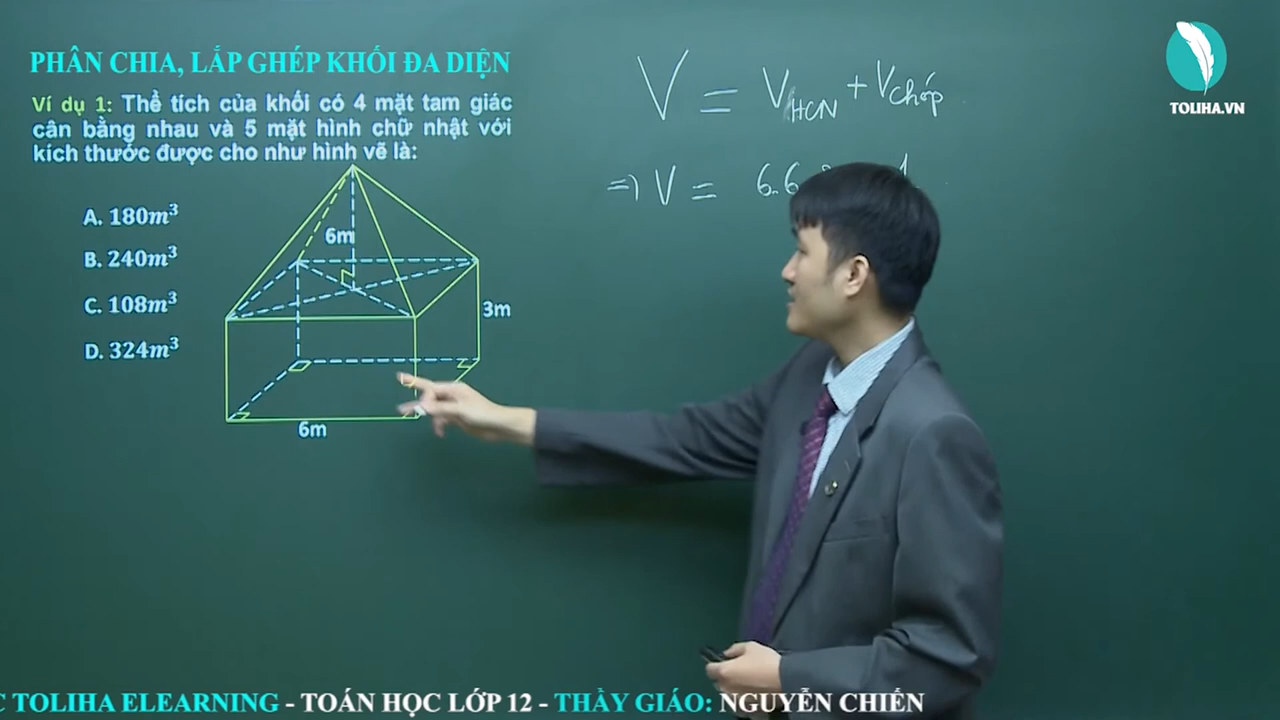 PHÂN CHIA, LẮP GHÉP KHỐI ĐA DIỆN
Ví dụ 1: Thể tích của khối có 4 mặt tam giác
cân bằng nhau và 5 mặt hình chữ nhật với
kích thước được cho như hình vẽ là:
A. 180m³
B. 240m³
C. 108m³
D. 324m³
6m
3m
6m
V = V_HCN + V_Chóp
=> V = 6.6
TOLIHA.VN
TOLIHA ELEARNING - TOÁN HỌC LỚP 12 - THẦY GIÁO: NGUYỄN CHIẾN